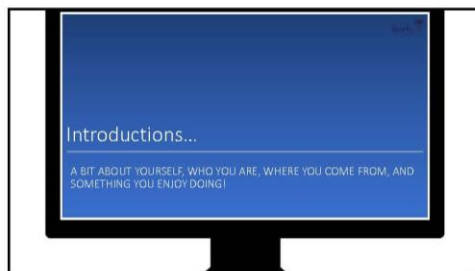 Introductions...
A BIT ABOUT YOURSELF, WHO YOU ARE, WHERE YOU COME FROM, AND
SOMETHING YOU ENJOY DOING!